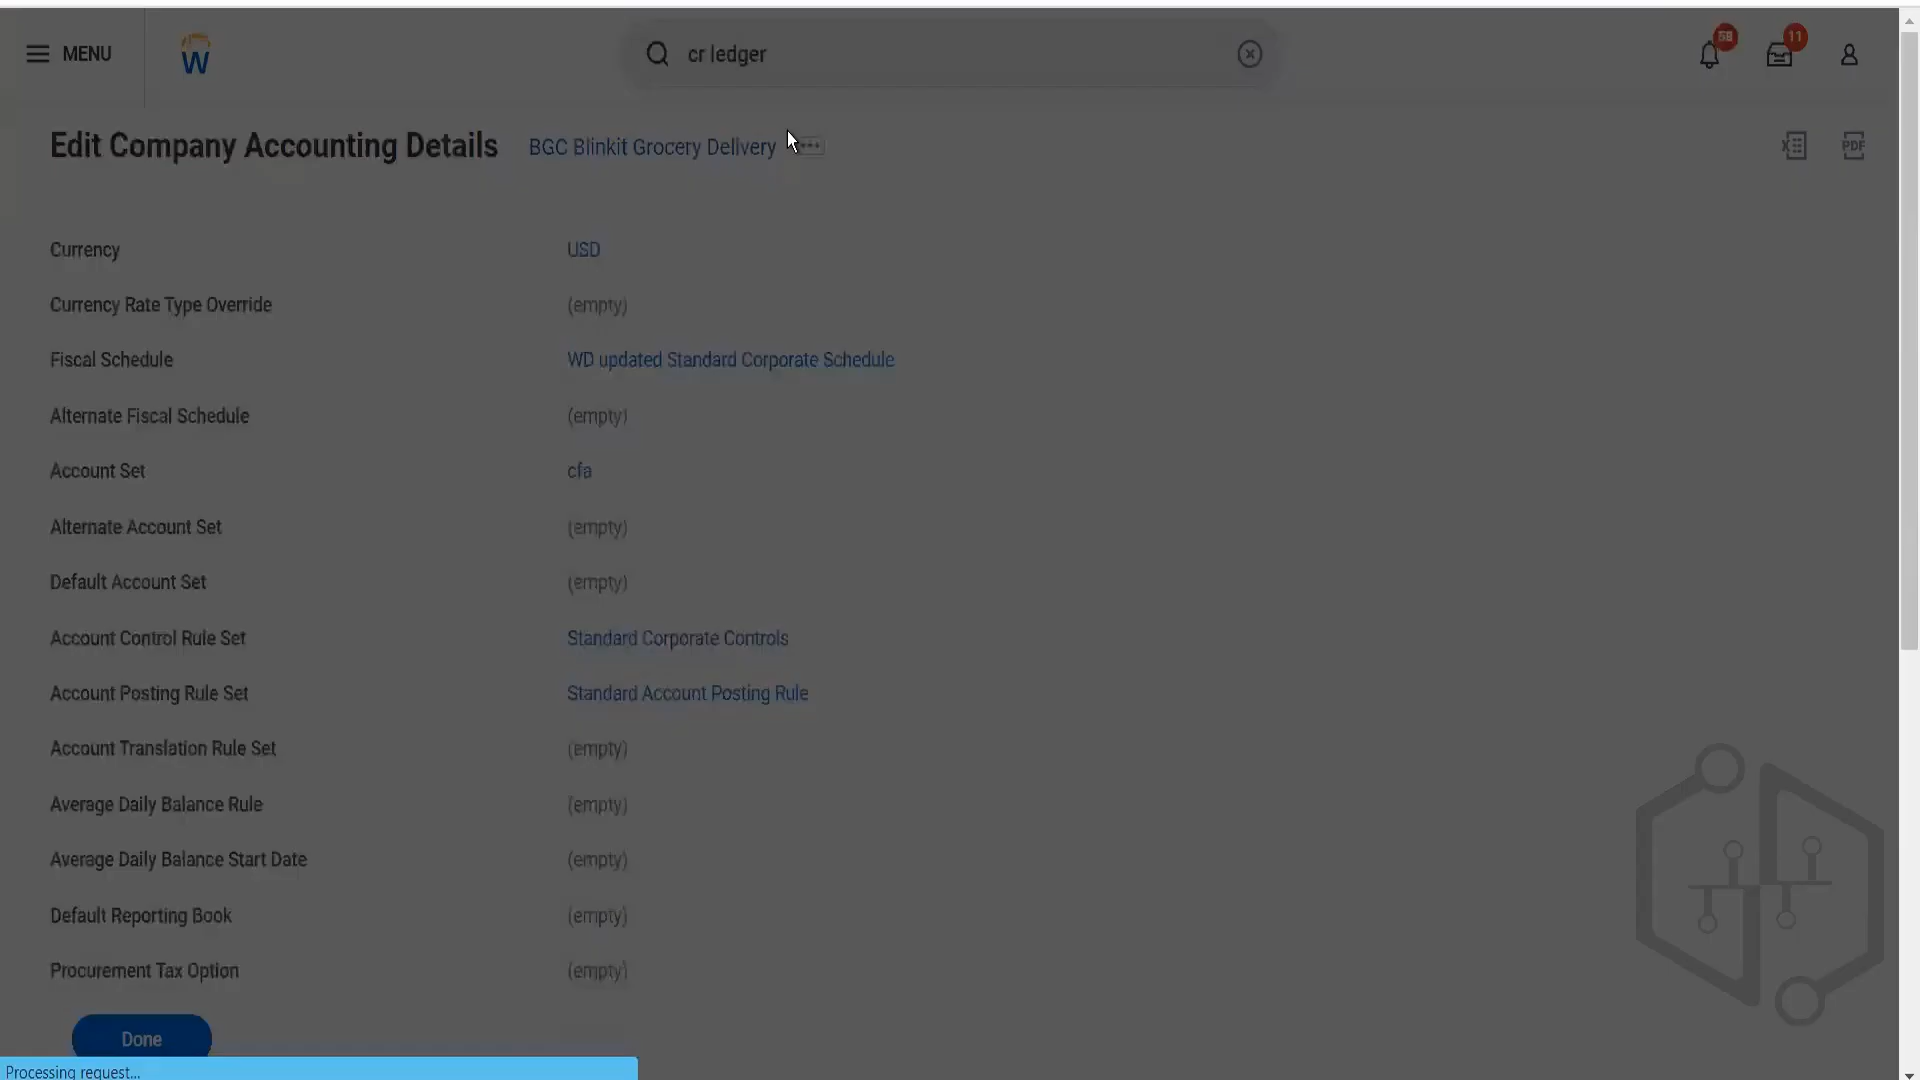 MENU
W
cr ledger
58
11
Edit Company Accounting Details
BGC Blinkit Grocery Delivery
PDF
Currency
USD
Currency Rate Type Override
(empty)
Fiscal Schedule
WD updated Standard Corporate Schedule
Alternate Fiscal Schedule
(empty)
Account Set
cfa
Alternate Account Set
(empty)
Default Account Set
(empty)
Account Control Rule Set
Standard Corporate Controls
Account Posting Rule Set
Standard Account Posting Rule
Account Translation Rule Set
(empty)
Average Daily Balance Rule
(empty)
Average Daily Balance Start Date
(empty)
Default Reporting Book
(empty)
Procurement Tax Option
(empty)
Done
Processing request...